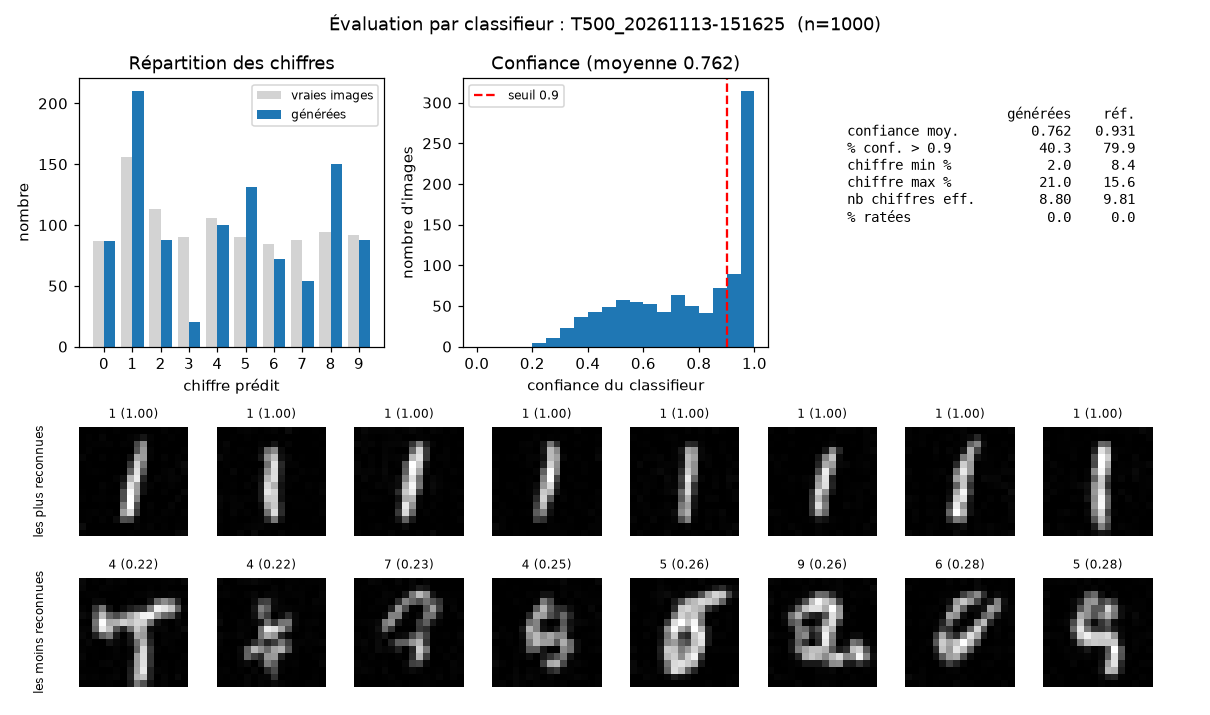 Évaluation par classifieur : T500_20261113-151625 (n=1000)
Répartition des chiffres
vraies images
générées
nombre
200
150
100
50
0
0 1 2 3 4 5 6 7 8 9
chiffre prédit
Confiance (moyenne 0.762)
seuil 0.9
nombre d'images
300
250
200
150
100
50
0
0.0 0.2 0.4 0.6 0.8 1.0
confiance du classifieur
générées réf.
confiance moy. 0.762 0.931
% conf. > 0.9 40.3 79.9
chiffre min % 2.0 8.4
chiffre max % 21.0 15.6
nb chiffres eff. 8.80 9.81
% ratées 0.0 0.0
les plus reconnues
1 (1.00) 1 (1.00) 1 (1.00) 1 (1.00) 1 (1.00) 1 (1.00) 1 (1.00) 1 (1.00)
les moins reconnues
4 (0.22) 4 (0.22) 7 (0.23) 4 (0.25) 5 (0.26) 9 (0.26) 6 (0.28) 5 (0.28)